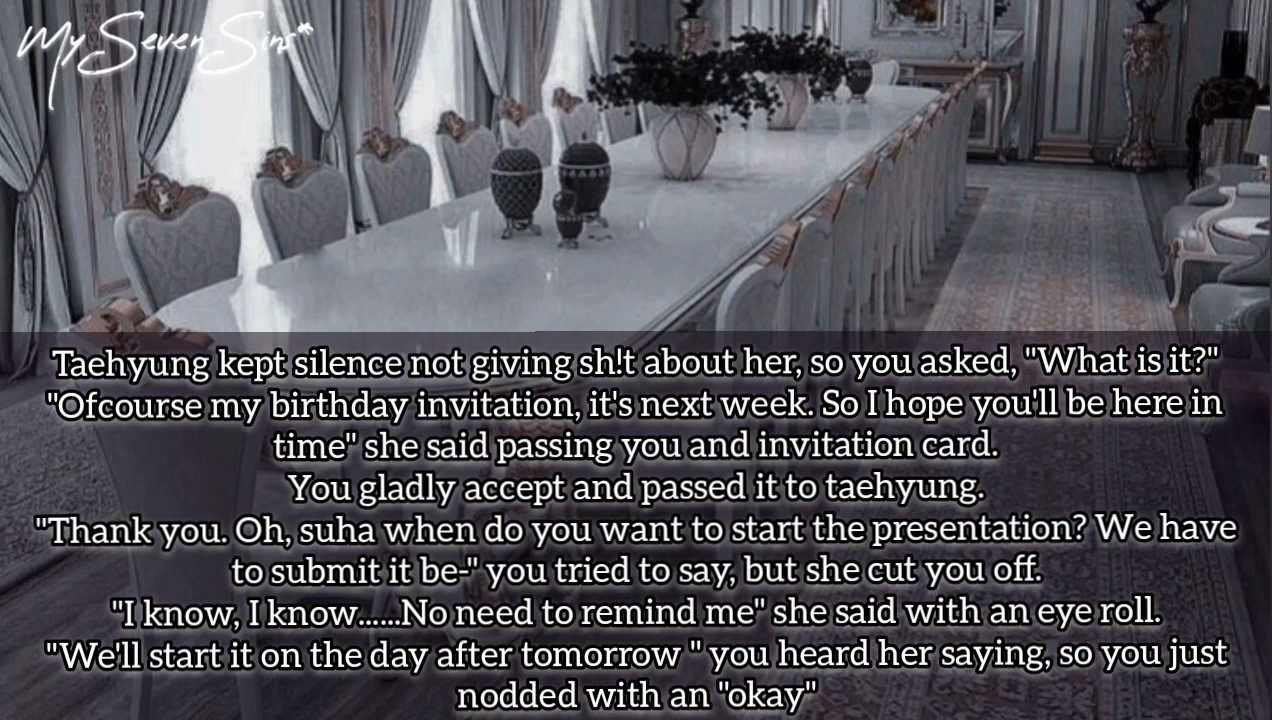 My Seven Sins*
Taehyung kept silence not giving sh!t about her, so you asked, "What is it?"
"Ofcourse my birthday invitation, it's next week. So I hope you'll be here in
time" she said passing you and invitation card.
You gladly accept and passed it to taehyung.
"Thank you. Oh, suha when do you want to start the presentation? We have
to submit it be-" you tried to say, but she cut you off.
"I know, I know......No need to remind me" she said with an eye roll.
"We'll start it on the day after tomorrow " you heard her saying, so you just
nodded with an "okay"